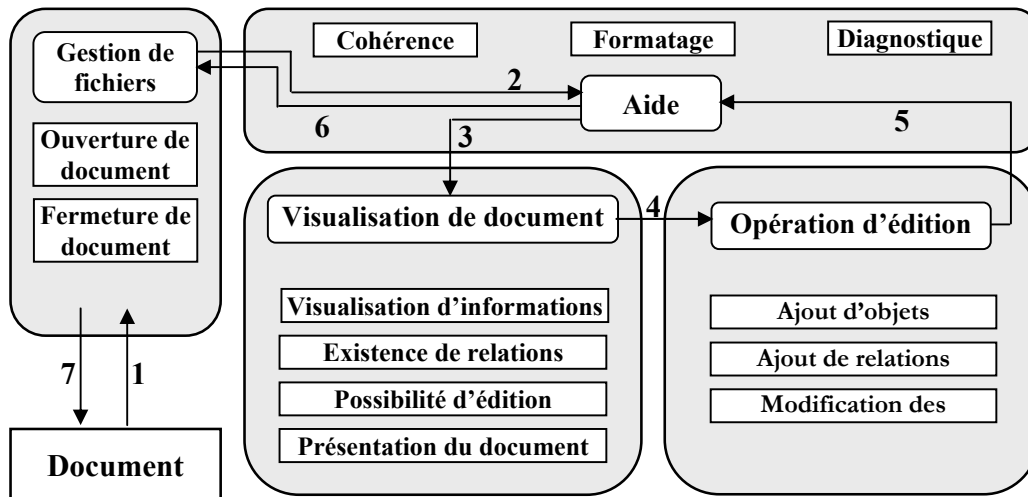 Gestion de
fichiers
Ouverture de
document
Fermeture de
document
7
1
Document
Cohérence
Formatage
Diagnostique
2
Aide
6
3
5
Visualisation de document
4
Opération d’édition
Visualisation d’informations
Existence de relations
Possibilité d’édition
Présentation du document
Ajout d’objets
Ajout de relations
Modification des